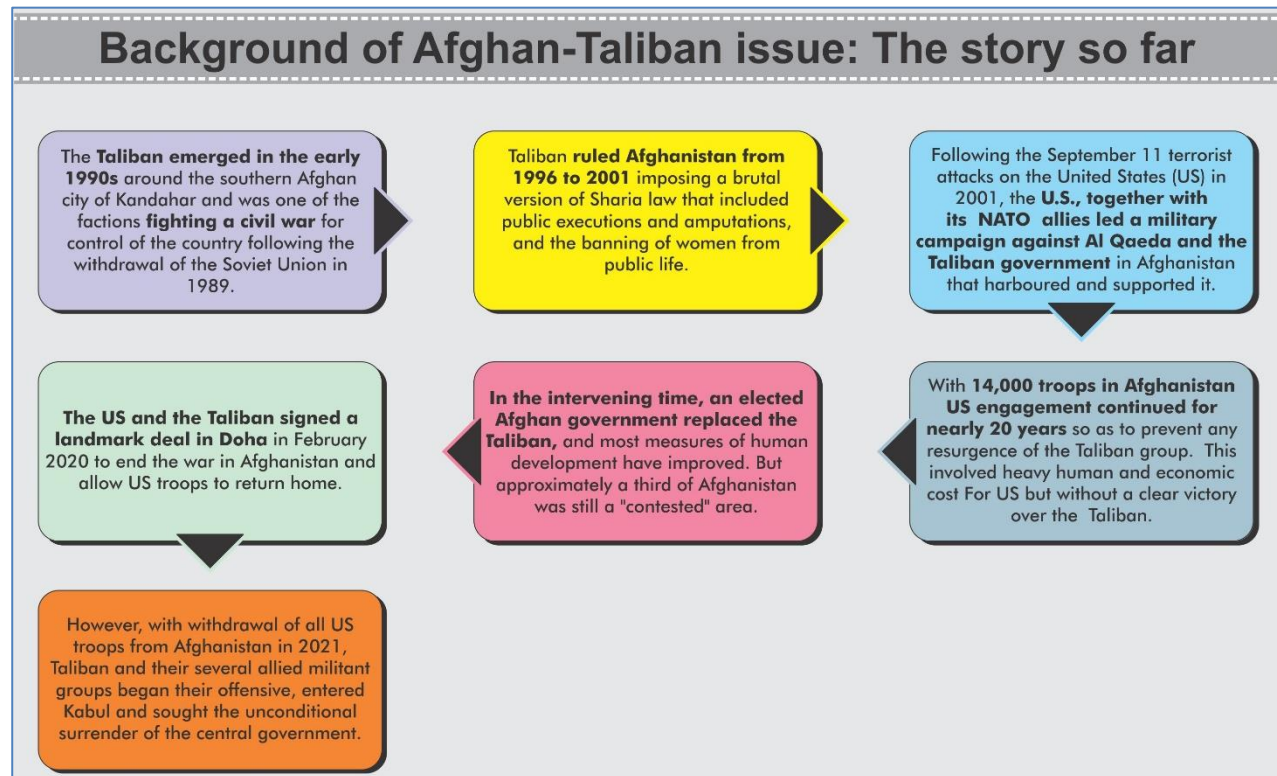 Background of Afghan-Taliban issue: The story so far
The Taliban emerged in the early
1990s around the southern Afghan
city of Kandahar and was one of the
factions fighting a civil war for
control of the country following the
withdrawal of the Soviet Union in
1989.
Taliban ruled Afghanistan from
1996 to 2001 imposing a brutal
version of Sharia law that included
public executions and amputations,
and the banning of women from
public life.
Following the September 11 terrorist
attacks on the United States (US) in
2001, the U.S., together with
its NATO allies led a military
campaign against Al Qaeda and the
Taliban government in Afghanistan
that harboured and supported it.
With 14,000 troops in Afghanistan
US engagement continued for
nearly 20 years so as to prevent any
resurgence of the Taliban group. This
involved heavy human and economic
cost For US but without a clear victory
over the Taliban.
In the intervening time, an elected
Afghan government replaced the
Taliban, and most measures of human
development have improved. But
approximately a third of Afghanistan
was still a "contested" area.
The US and the Taliban signed a
landmark deal in Doha in February
2020 to end the war in Afghanistan and
allow US troops to return home.
However, with withdrawal of all US
troops from Afghanistan in 2021,
Taliban and their several allied militant
groups began their offensive, entered
Kabul and sought the unconditional
surrender of the central government.